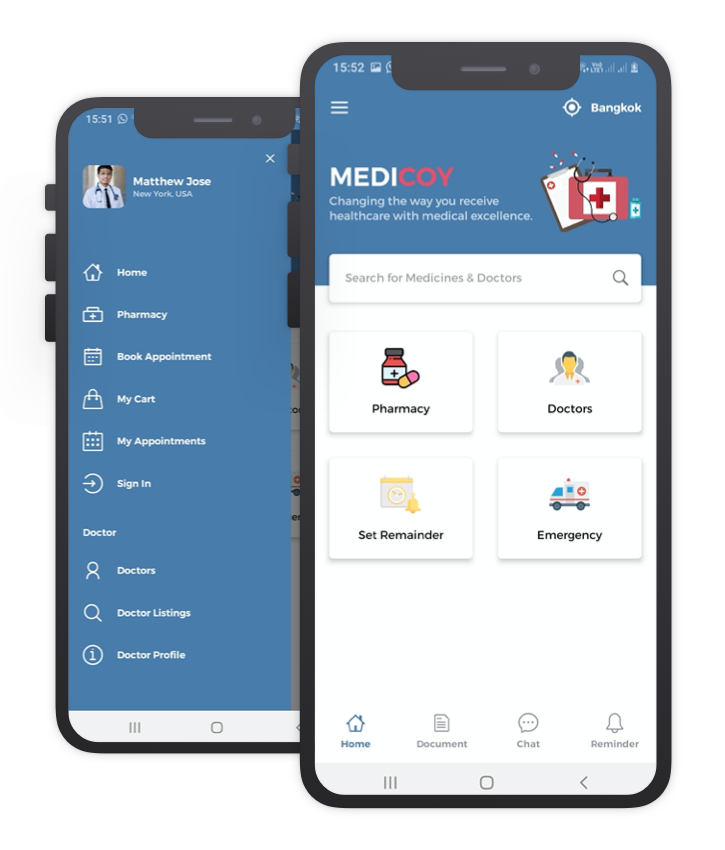 15:51
Matthew Jose
New York, USA
Home
Pharmacy
Book Appointment
My Cart
My Appointments
Sign In
Doctor
Doctors
Doctor Listings
Doctor Profile
15:52
Bangkok
MEDICOY
Changing the way you receive
healthcare with medical excellence.
Search for Medicines & Doctors
Pharmacy
Doctors
Set Remainder
Emergency
Home
Document
Chat
Reminder